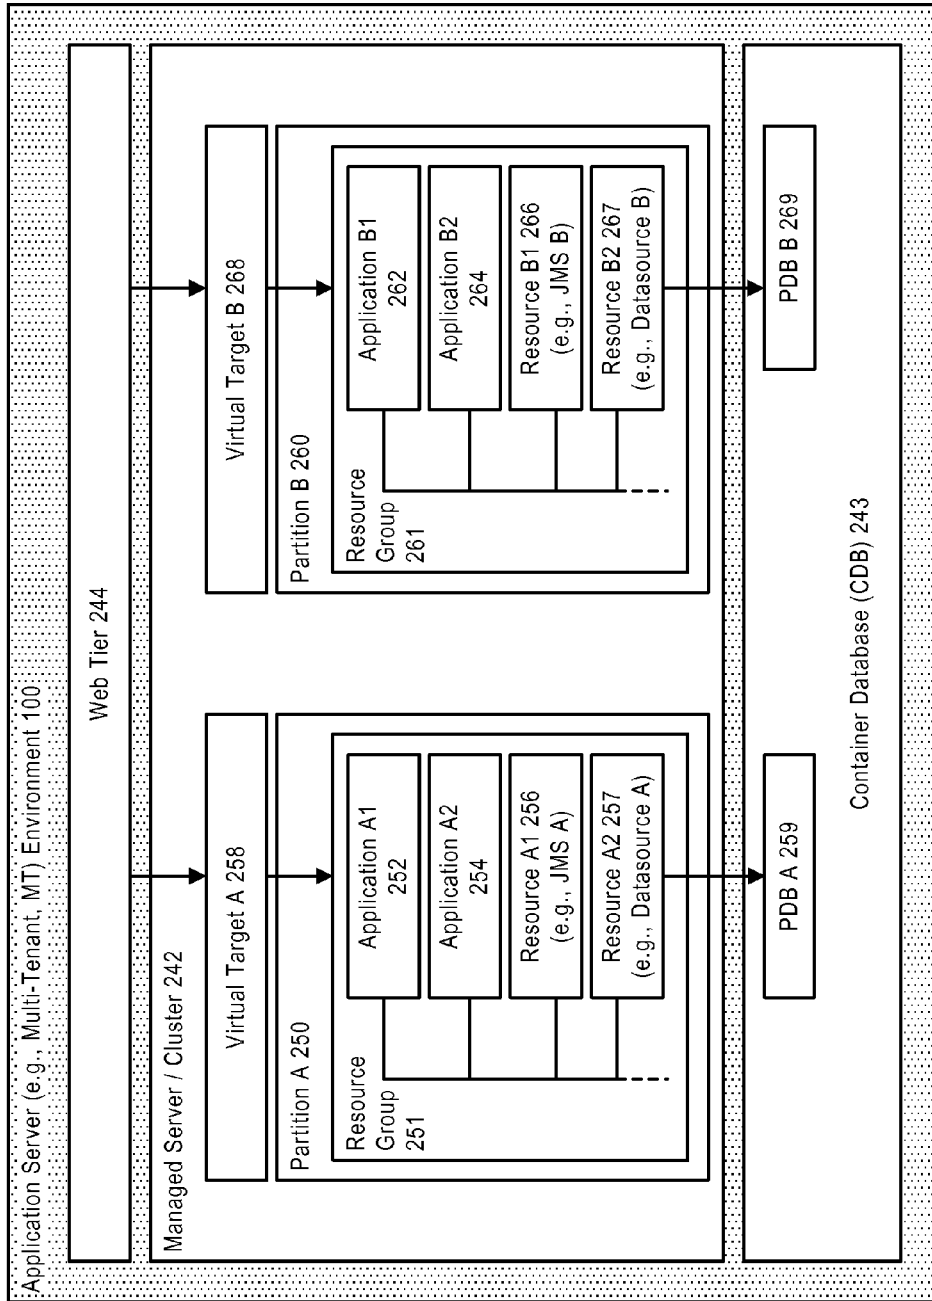 Application Server (e.g., Multi-Tenant, MT) Environment 100
Web Tier 244
Managed Server / Cluster 242
Virtual Target A 258
Partition A 250
Resource
Group
251
Application A1
252
Application A2
254
Resource A1 256
(e.g., JMS A)
Resource A2 257
(e.g., Datasource A)
Virtual Target B 268
Partition B 260
Resource
Group
261
Application B1
262
Application B2
264
Resource B1 266
(e.g., JMS B)
Resource B2 267
(e.g., Datasource B)
PDB A 259
PDB B 269
Container Database (CDB) 243